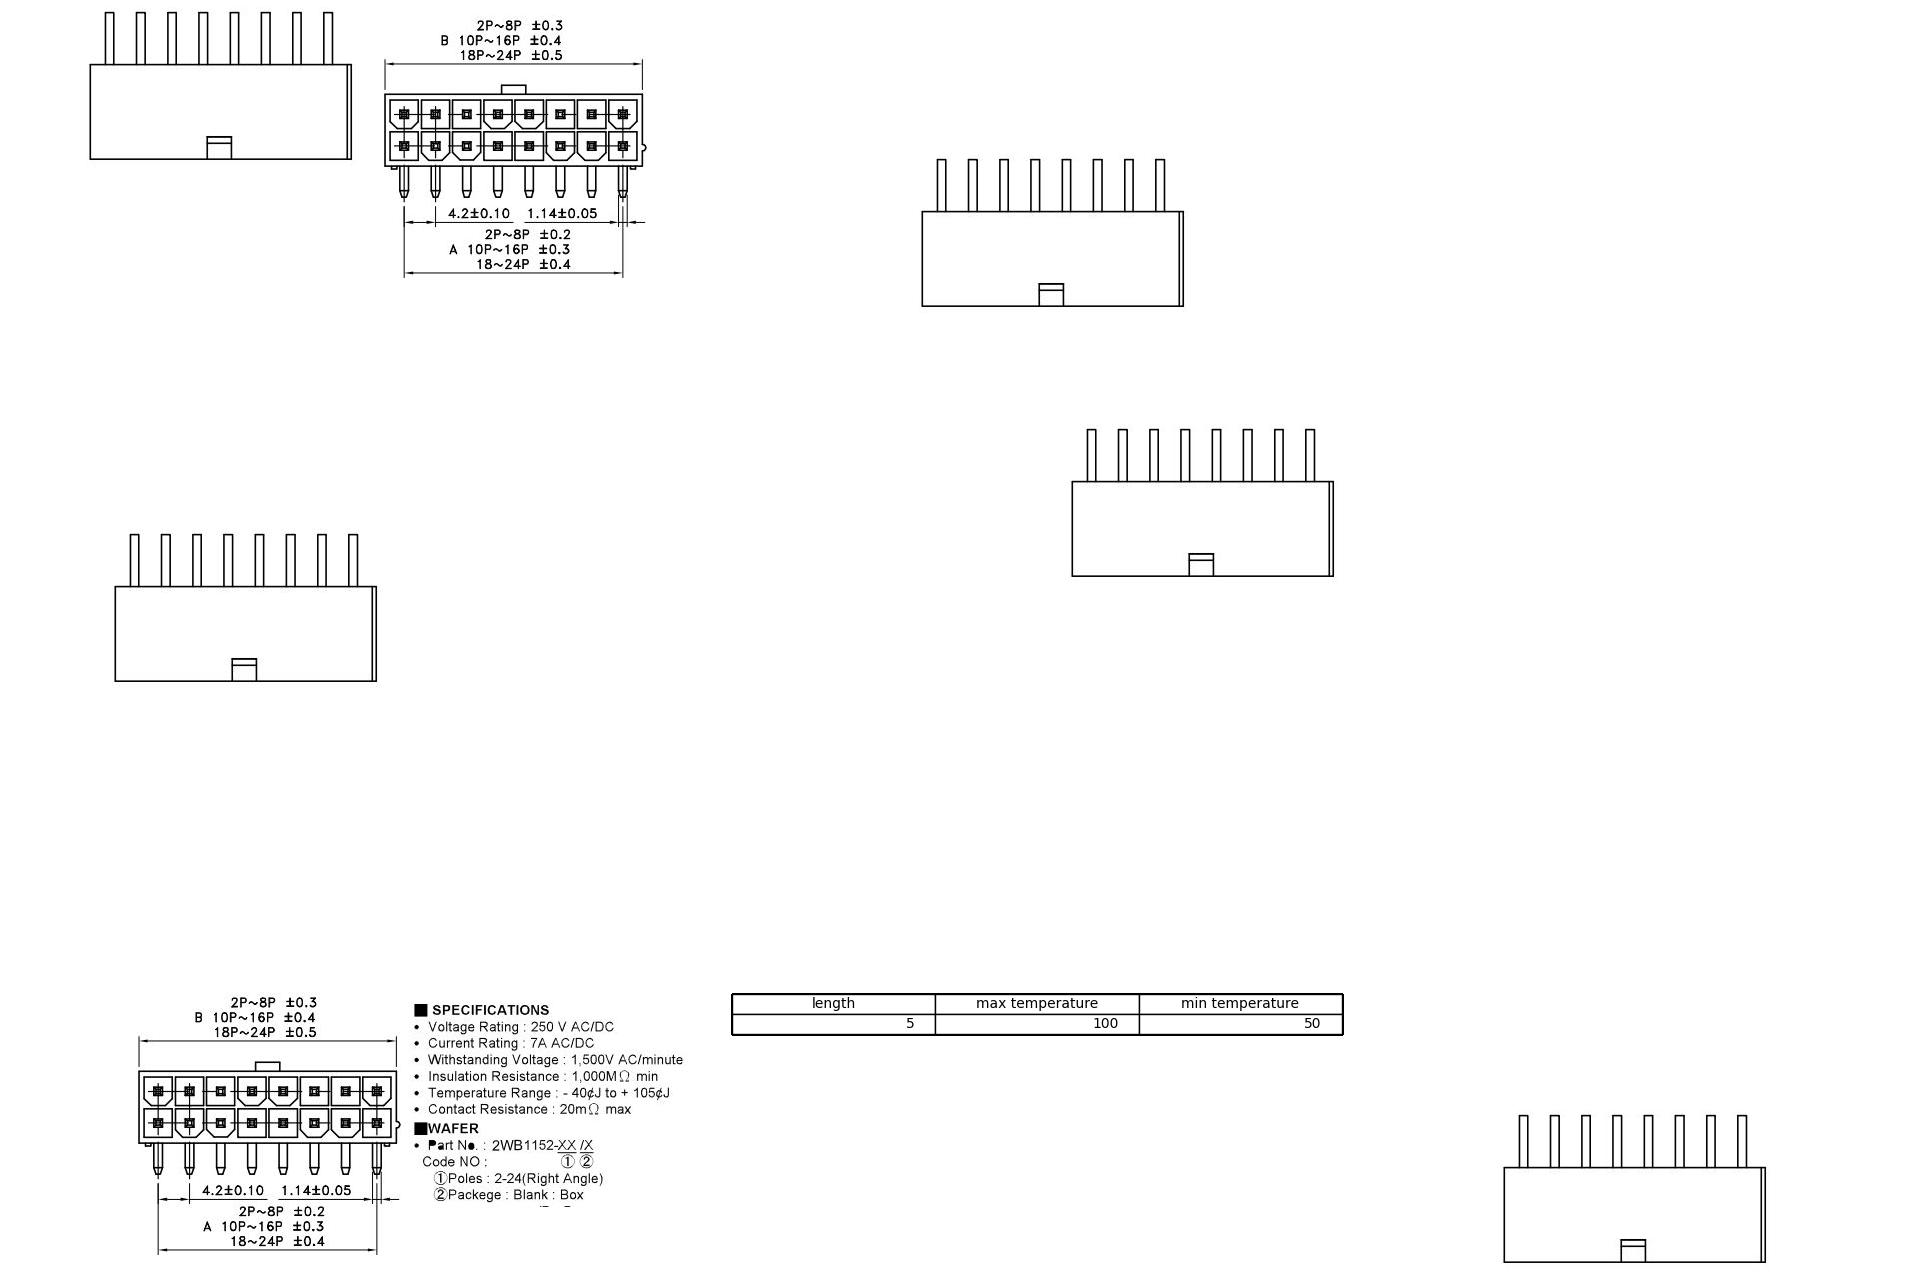 2P~8P ±0.3
B 10P~16P ±0.4
18P~24P ±0.5
4.2±0.10 1.14±0.05
2P~8P ±0.2
A 10P~16P ±0.3
18~24P ±0.4
2P~8P ±0.3
B 10P~16P ±0.4
18P~24P ±0.5
4.2±0.10 1.14±0.05
2P~8P ±0.2
A 10P~16P ±0.3
18~24P ±0.4
■ SPECIFICATIONS
• Voltage Rating : 250 V AC/DC
• Current Rating : 7A AC/DC
• Withstanding Voltage : 1,500V AC/minute
• Insulation Resistance : 1,000MΩ min
• Temperature Range : - 40¢J to + 105¢J
• Contact Resistance : 20mΩ max
■WAFER
• Part No. : 2WB1152-XX /X
Code NO : ① ②
①Poles : 2-24(Right Angle)
②Packege : Blank : Box
length max temperature min temperature
5 100 50